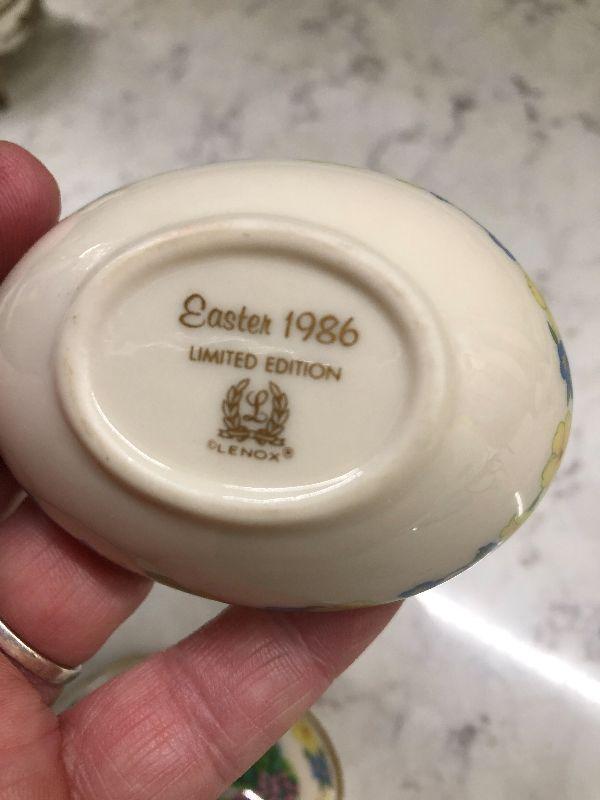 Easter 1986
LIMITED EDITION
L
©LENOX®